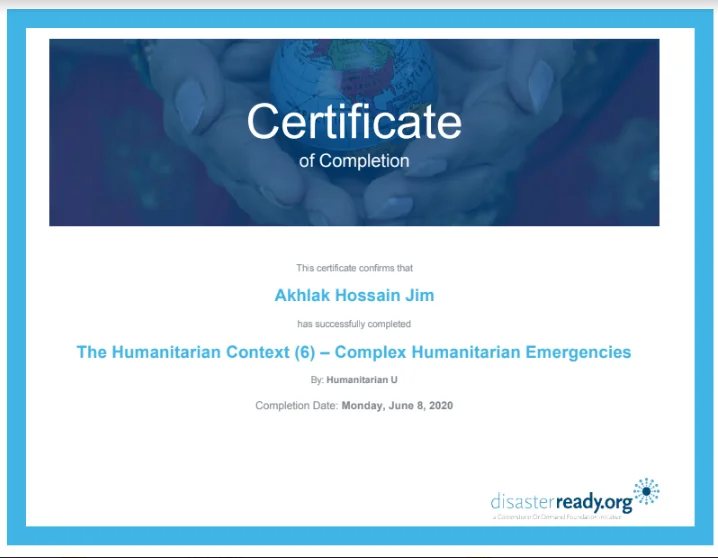 Certificate
of Completion
This certificate confirms that
Akhlak Hossain Jim
has successfully completed
The Humanitarian Context (6) – Complex Humanitarian Emergencies
By: Humanitarian U
Completion Date: Monday, June 8, 2020
disasterready.org
a Cornerstone OnDemand Foundation initiative